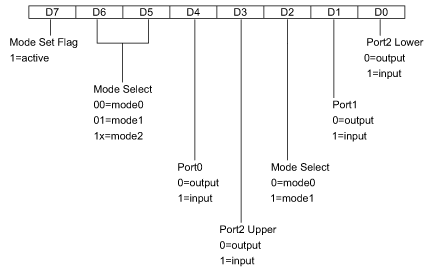 D7 D6 D5 D4 D3 D2 D1 D0
Mode Set Flag
1=active
Port2 Lower
0=output
1=input
Mode Select
00=mode0
01=mode1
1x=mode2
Port1
0=output
1=input
Port0
0=output
1=input
Mode Select
0=mode0
1=mode1
Port2 Upper
0=output
1=input